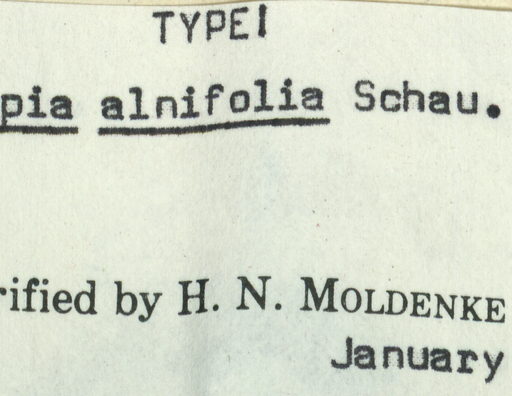 TYPE!
pia alnifolia Schau.
rified by H. N. MOLDENKE
January